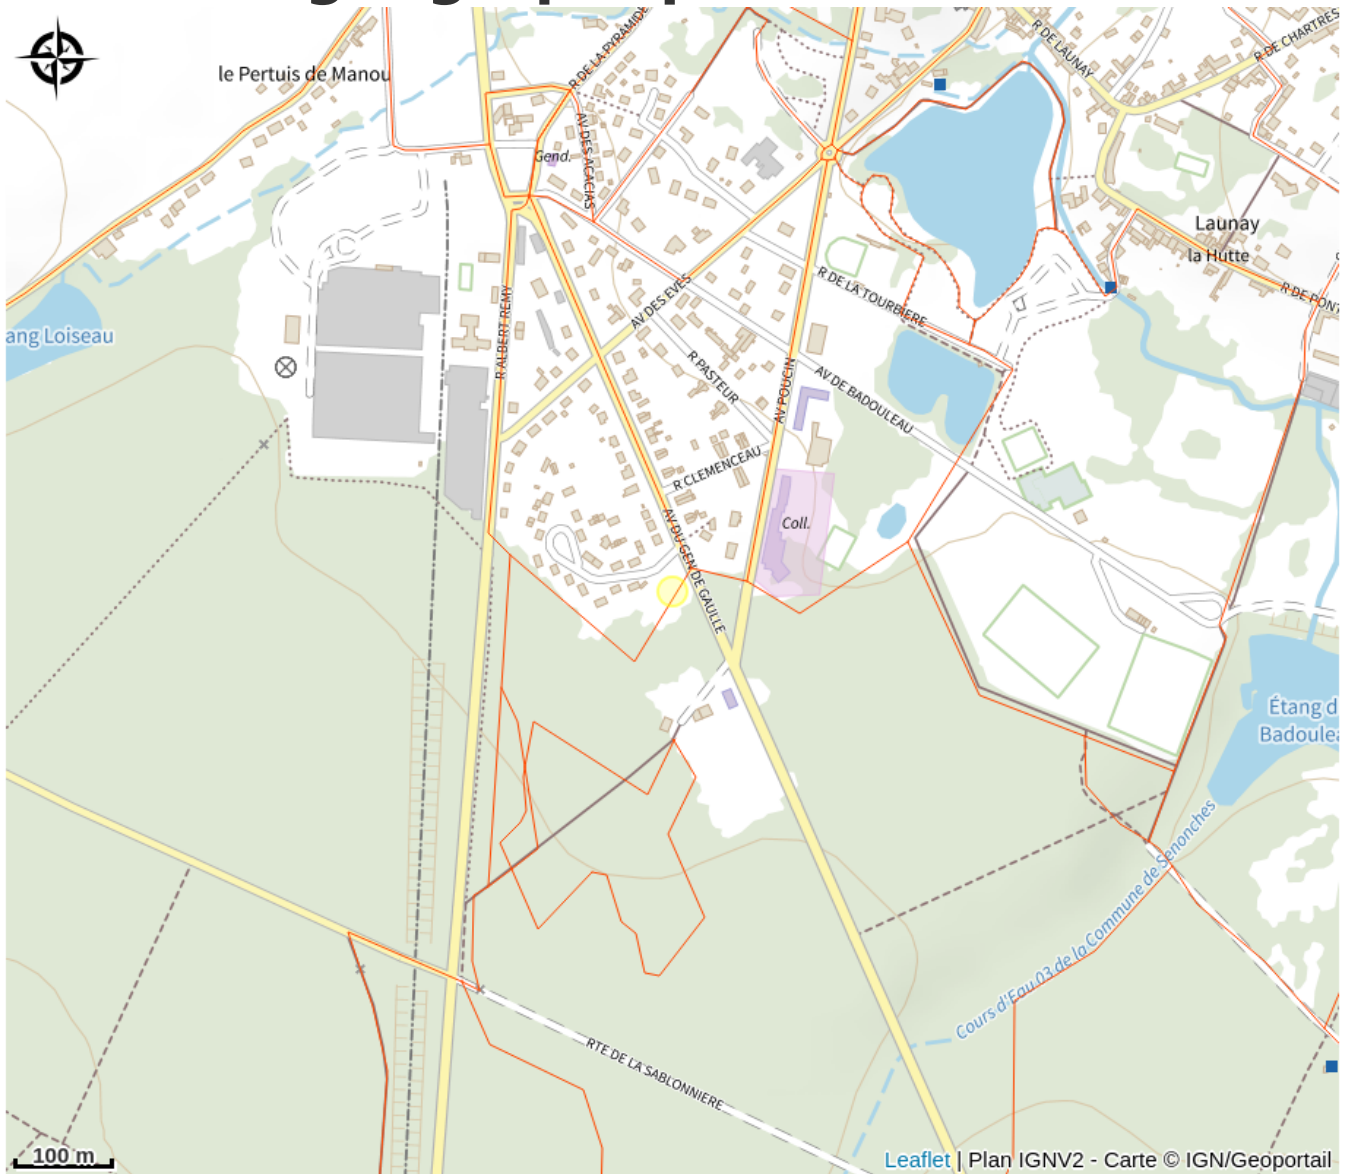 le Pertuis de Manou
R DE LA PYRAMIDE
R DE LAUNAY
R DE CHARTRES
AV DES ACACIAS
Gend.
Launay
la Hutte
R DE PONT
R DE LA TOURBIERE
AV DES EVES
R ALBERT REMY
ang Loiseau
R PASTEUR
AV POUCIN
AV DE BADOULEAU
R CLEMENCEAU
Coll.
AV DU GEN DE GAULLE
Étang d
Badoulea
Cours d'Eau 03 de la Commune de Senonches
RTE DE LA SABLONNIERE
100 m
Leaflet | Plan IGNV2 - Carte © IGN/Geoportail